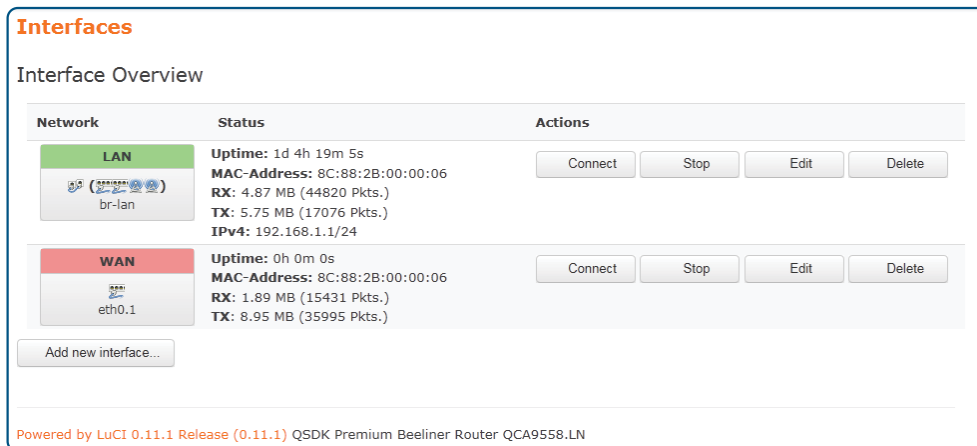 Interfaces
Interface Overview
Network Status Actions
LAN
br-lan
Uptime: 1d 4h 19m 5s
MAC-Address: 8C:88:2B:00:00:06
RX: 4.87 MB (44820 Pkts.)
TX: 5.75 MB (17076 Pkts.)
IPv4: 192.168.1.1/24
Connect Stop Edit Delete
WAN
eth0.1
Uptime: 0h 0m 0s
MAC-Address: 8C:88:2B:00:00:06
RX: 1.89 MB (15431 Pkts.)
TX: 8.95 MB (35995 Pkts.)
Connect Stop Edit Delete
Add new interface...
Powered by LuCI 0.11.1 Release (0.11.1) QSDK Premium Beeliner Router QCA9558.LN